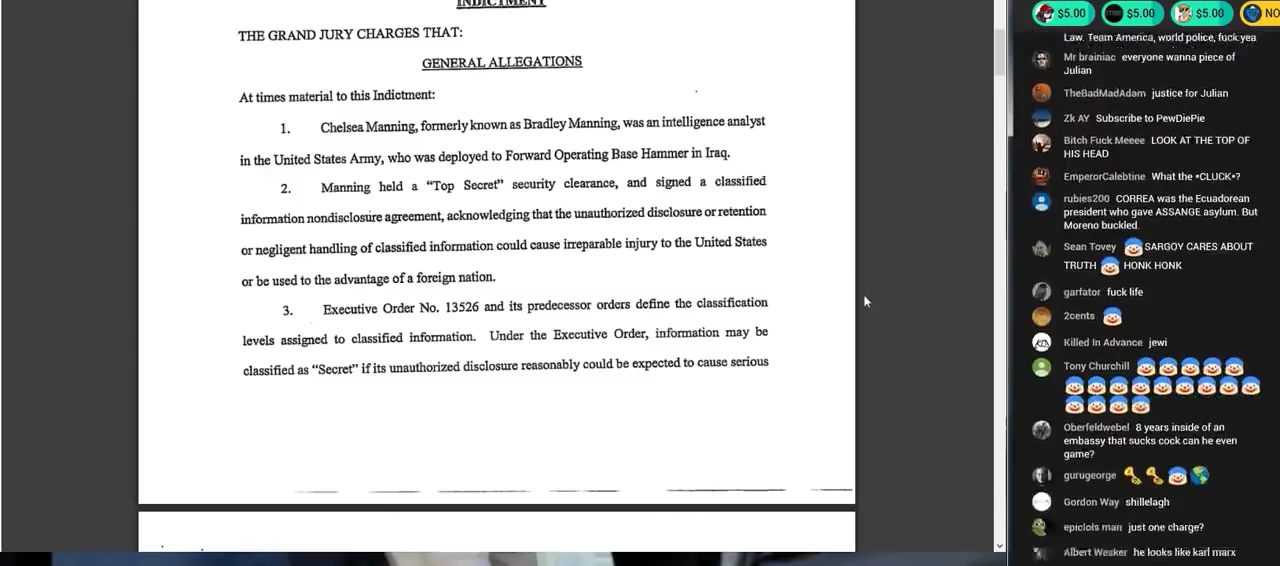 INDICTMENT
THE GRAND JURY CHARGES THAT:
GENERAL ALLEGATIONS
At times material to this Indictment:
1. Chelsea Manning, formerly known as Bradley Manning, was an intelligence analyst
in the United States Army, who was deployed to Forward Operating Base Hammer in Iraq.
2. Manning held a “Top Secret” security clearance, and signed a classified
information nondisclosure agreement, acknowledging that the unauthorized disclosure or retention
or negligent handling of classified information could cause irreparable injury to the United States
or be used to the advantage of a foreign nation.
3. Executive Order No. 13526 and its predecessor orders define the classification
levels assigned to classified information. Under the Executive Order, information may be
classified as “Secret” if its unauthorized disclosure reasonably could be expected to cause serious
$5.00 $5.00 $5.00 NO
Law. Team America, world police, fuck yea
Mr brainiac everyone wanna piece of
Julian
TheBadMadAdam justice for Julian
Zk AY Subscribe to PewDiePie
Bitch Fuck Meeee LOOK AT THE TOP OF
HIS HEAD
EmperorCalebtine What the •CLUCK•?
rubies200 CORREA was the Ecuadorean
president who gave ASSANGE asylum. But
Moreno buckled.
Sean Tovey 🤡 SARGOY CARES ABOUT
TRUTH 🤡 HONK HONK
garfator fuck life
2cents 🤡
Killed In Advance jewi
Tony Churchill
Oberfeldwebel 8 years inside of an
embassy that sucks cock can he even
game?
gurugeorge
Gordon Way shillelagh
epiclols man just one charge?
Albert Wesker he looks like karl marx